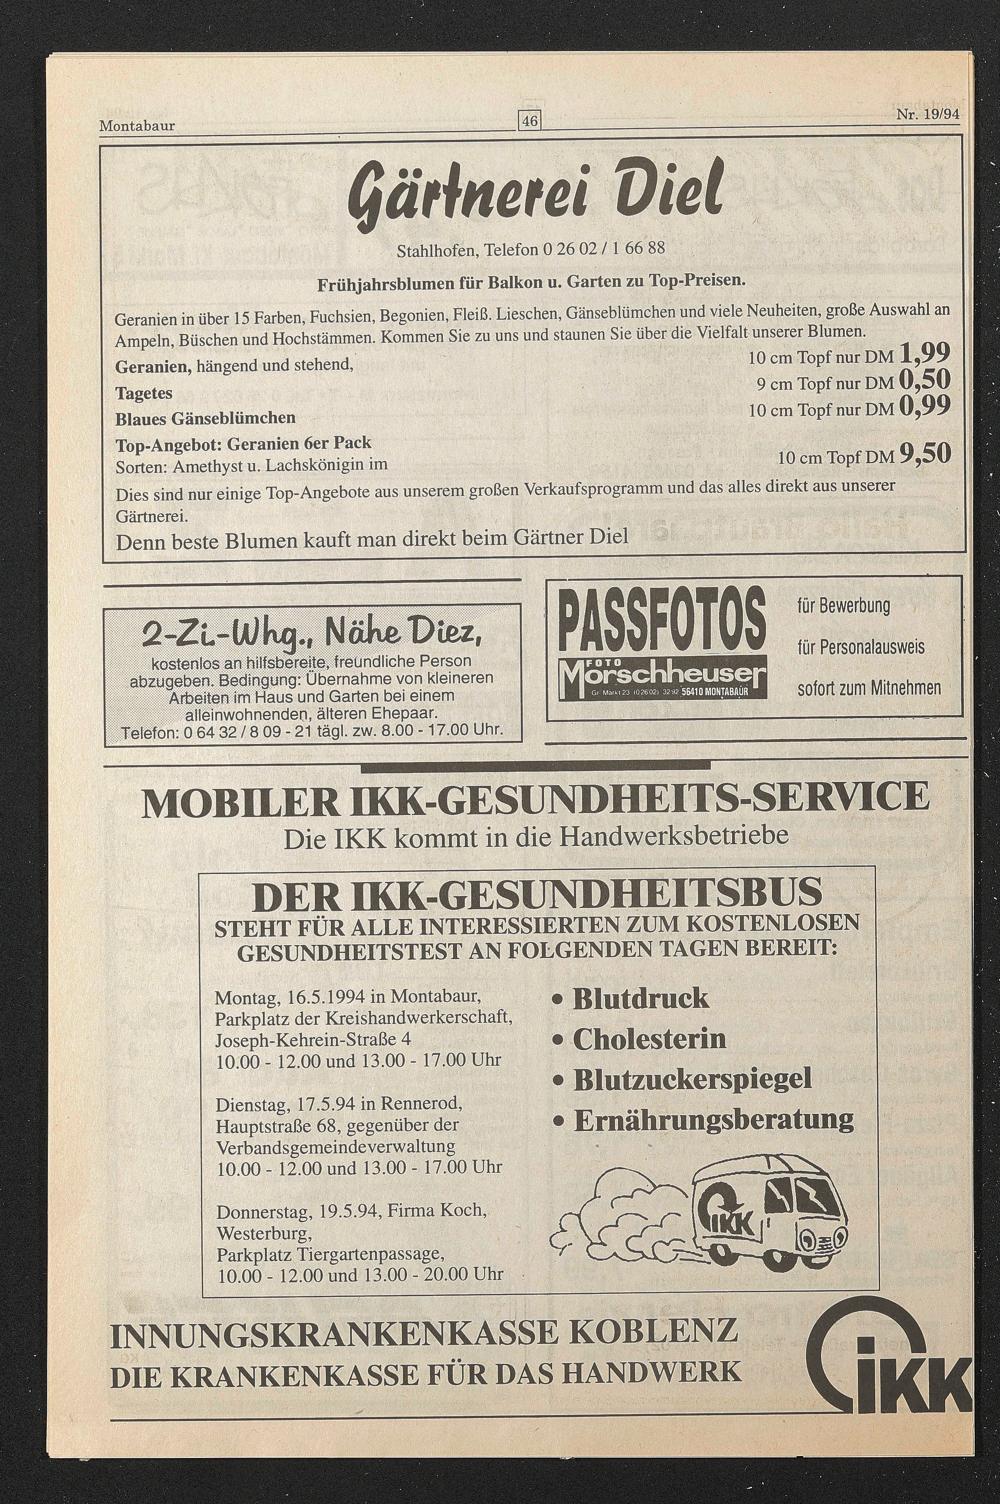 Montabaur
46
Nr. 19/94
Gärtnerei Diel
Stahlhofen, Telefon 0 26 02 / 1 66 88
Frühjahrsblumen für Balkon u. Garten zu Top-Preisen.
Geranien in über 15 Farben, Fuchsien, Begonien, Fleiß. Lieschen, Gänseblümchen und viele Neuheiten, große Auswahl an
Ampeln, Büschen und Hochstämmen. Kommen Sie zu uns und staunen Sie über die Vielfalt unserer Blumen.
Geranien, hängend und stehend, 10 cm Topf nur DM 1,99
Tagetes 9 cm Topf nur DM 0,50
Blaues Gänseblümchen 10 cm Topf nur DM 0,99
Top-Angebot: Geranien 6er Pack
Sorten: Amethyst u. Lachskönigin im 10 cm Topf DM 9,50
Dies sind nur einige Top-Angebote aus unserem großen Verkaufsprogramm und das alles direkt aus unserer
Gärtnerei.
Denn beste Blumen kauft man direkt beim Gärtner Diel
2-Zi.-Whg., Nähe Diez,
kostenlos an hilfsbereite, freundliche Person
abzugeben. Bedingung: Übernahme von kleineren
Arbeiten im Haus und Garten bei einem
alleinwohnenden, älteren Ehepaar.
Telefon: 0 64 32 / 8 09 - 21 tägl. zw. 8.00 - 17.00 Uhr.
PASSFOTOS
FOTO
Morschheuser
Gr. Markt 23 (02602) 32 92 56410 MONTABAUR
für Bewerbung
für Personalausweis
sofort zum Mitnehmen
MOBILER IKK-GESUNDHEITS-SERVICE
Die IKK kommt in die Handwerksbetriebe
DER IKK-GESUNDHEITSBUS
STEHT FÜR ALLE INTERESSIERTEN ZUM KOSTENLOSEN
GESUNDHEITSTEST AN FOLGENDEN TAGEN BEREIT:
Montag, 16.5.1994 in Montabaur,
Parkplatz der Kreishandwerkerschaft,
Joseph-Kehrein-Straße 4
10.00 - 12.00 und 13.00 - 17.00 Uhr
Dienstag, 17.5.94 in Rennerod,
Hauptstraße 68, gegenüber der
Verbandsgemeindeverwaltung
10.00 - 12.00 und 13.00 - 17.00 Uhr
Donnerstag, 19.5.94, Firma Koch,
Westerburg,
Parkplatz Tiergartenpassage,
10.00 - 12.00 und 13.00 - 20.00 Uhr
• Blutdruck
• Cholesterin
• Blutzuckerspiegel
• Ernährungsberatung
IKK
INNUNGSKRANKENKASSE KOBLENZ
DIE KRANKENKASSE FÜR DAS HANDWERK
IKK